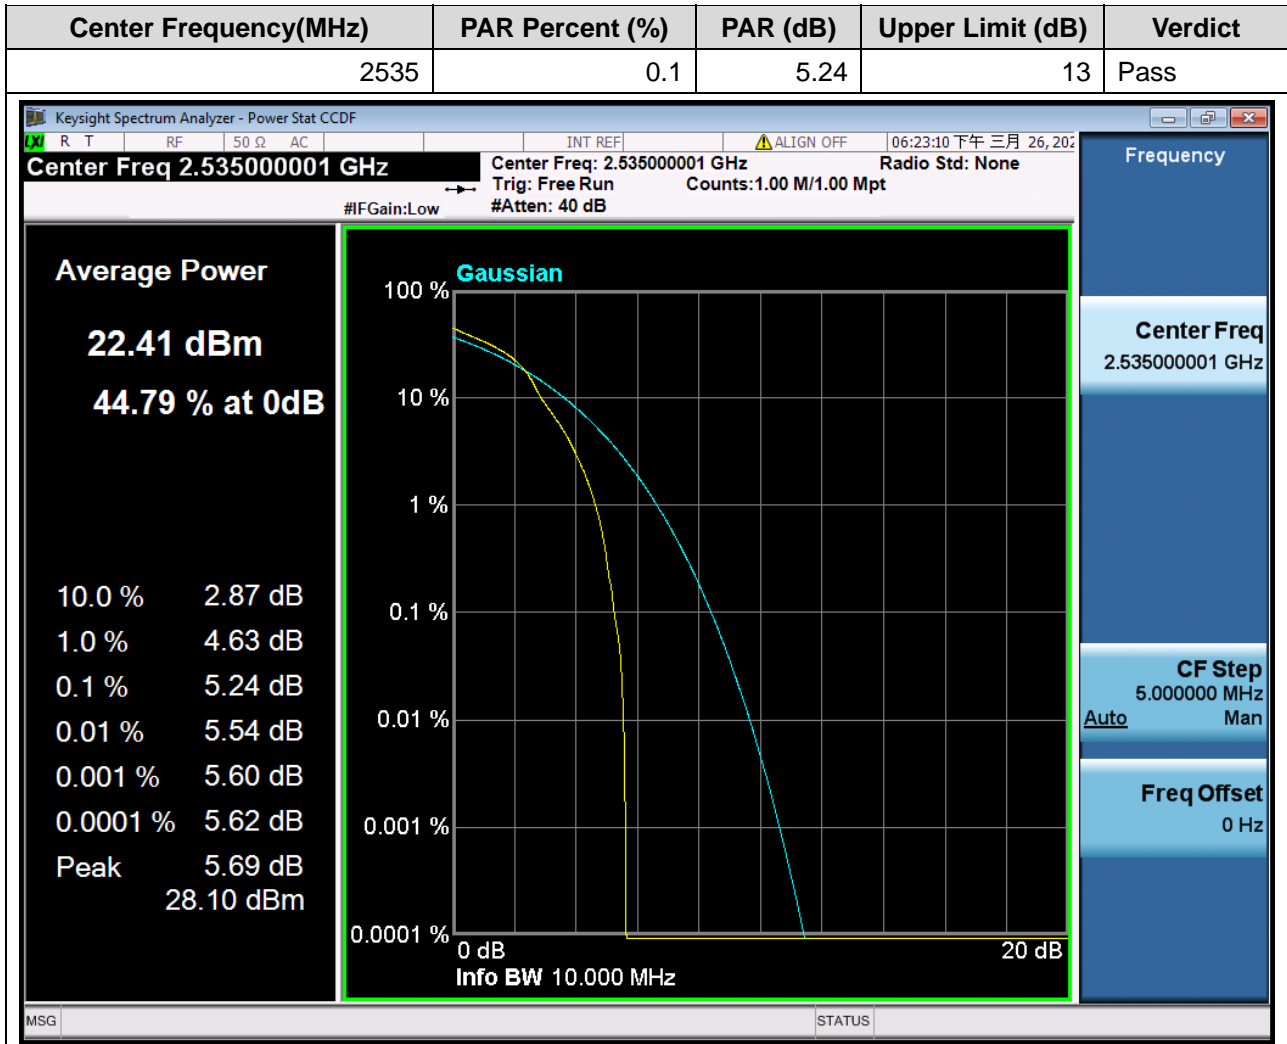 Center Frequency(MHz) PAR Percent (%) PAR (dB) Upper Limit (dB) Verdict
2535 0.1 5.24 13 Pass
Keysight Spectrum Analyzer - Power Stat CCDF
LXI R T RF 50 Ω AC INT REF ALIGN OFF 06:23:10 下午 三月 26, 202
Center Freq 2.535000001 GHz
Center Freq: 2.535000001 GHz Radio Std: None
Trig: Free Run Counts:1.00 M/1.00 Mpt
#IFGain:Low #Atten: 40 dB
Average Power
22.41 dBm
44.79 % at 0dB
10.0 % 2.87 dB
1.0 % 4.63 dB
0.1 % 5.24 dB
0.01 % 5.54 dB
0.001 % 5.60 dB
0.0001 % 5.62 dB
Peak 5.69 dB
28.10 dBm
Gaussian
100 %
10 %
1 %
0.1 %
0.01 %
0.001 %
0.0001 %
0 dB 20 dB
Info BW 10.000 MHz
Frequency
Center Freq
2.535000001 GHz
CF Step
5.000000 MHz
Auto Man
Freq Offset
0 Hz
MSG STATUS